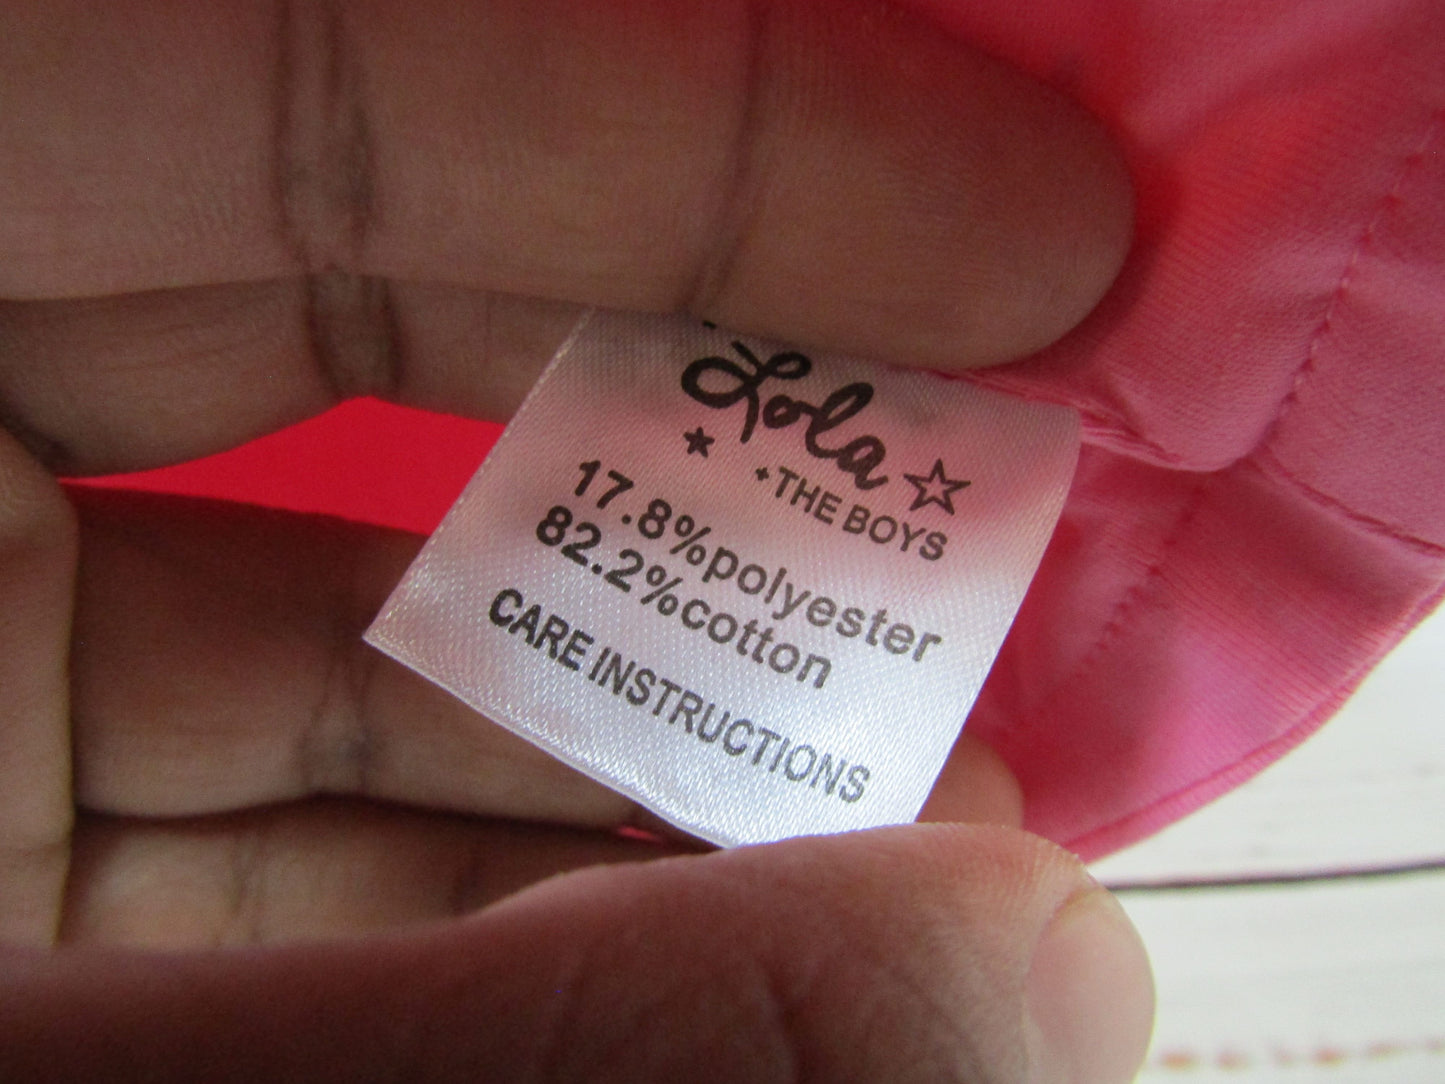 Lola
+THE BOYS
17.8%polyester
82.2%cotton
CARE INSTRUCTIONS